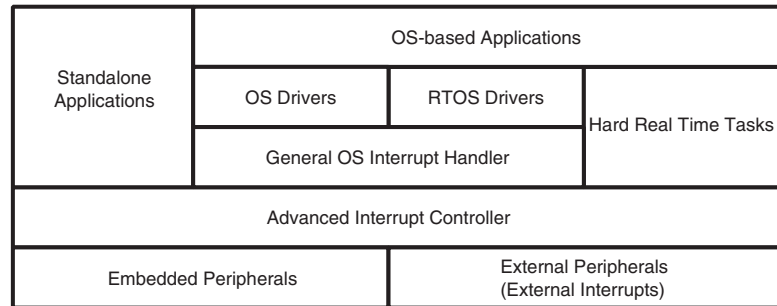 OS-based Applications
Standalone
Applications
OS Drivers
RTOS Drivers
Hard Real Time Tasks
General OS Interrupt Handler
Advanced Interrupt Controller
Embedded Peripherals
External Peripherals
(External Interrupts)